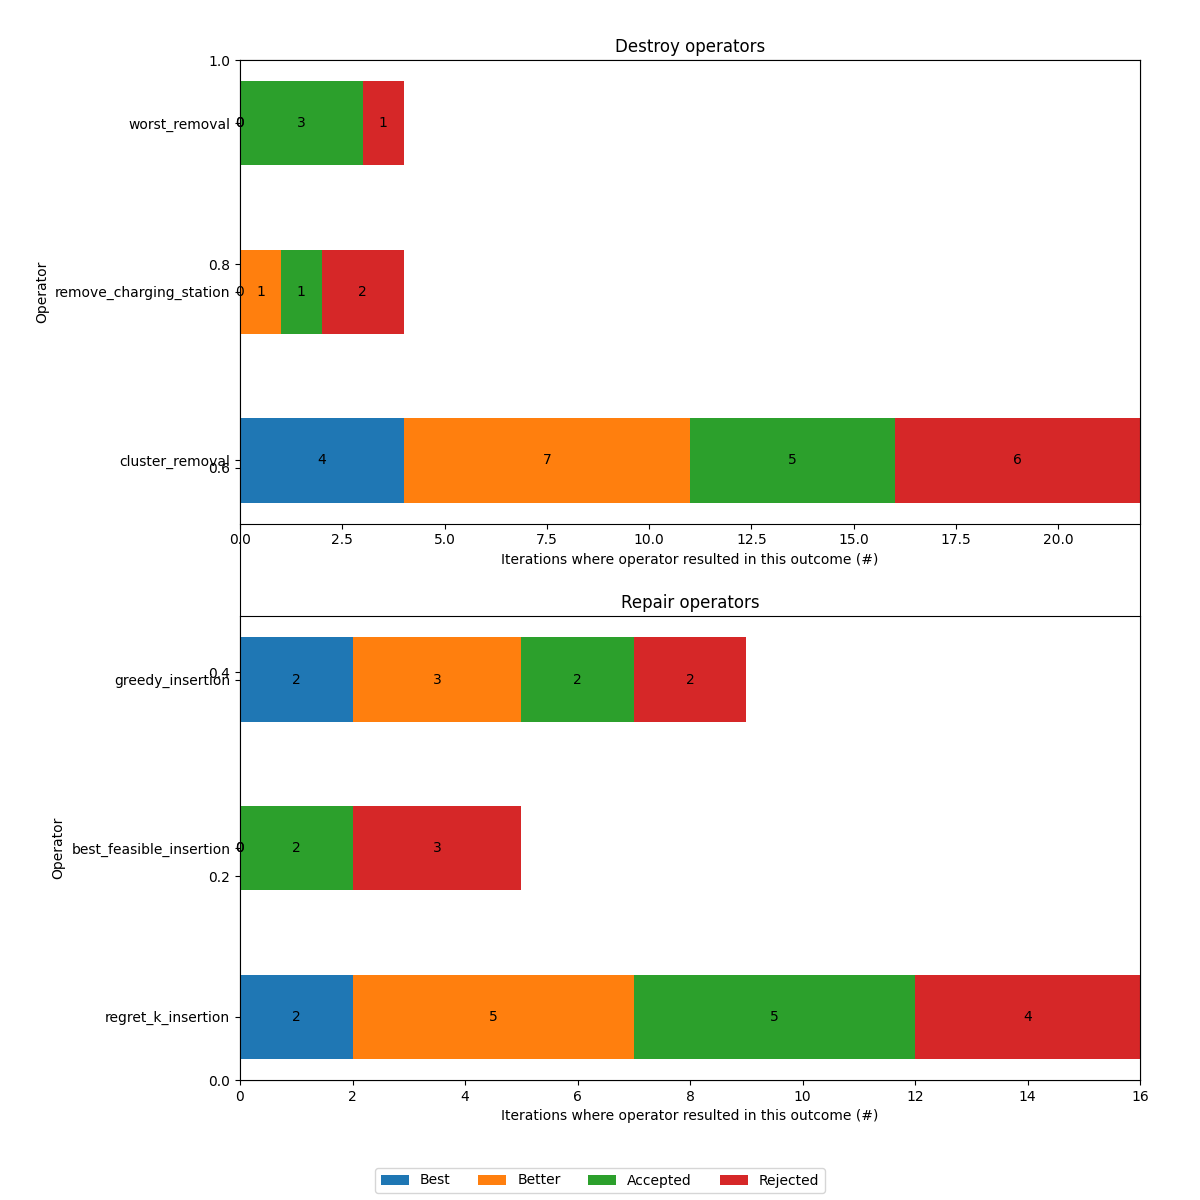 Destroy operators
1.0
worst_removal 0 3 1
0.8
Operator
remove_charging_station 0 1 1 2
cluster_removal 4 7 5 6
0.6
0.0 2.5 5.0 7.5 10.0 12.5 15.0 17.5 20.0
Iterations where operator resulted in this outcome (#)
Repair operators
0.4
greedy_insertion 2 3 2 2
Operator
best_feasible_insertion 0 2 3
0.2
regret_k_insertion 2 5 5 4
0.0
0 2 4 6 8 10 12 14 16
Iterations where operator resulted in this outcome (#)
Best Better Accepted Rejected